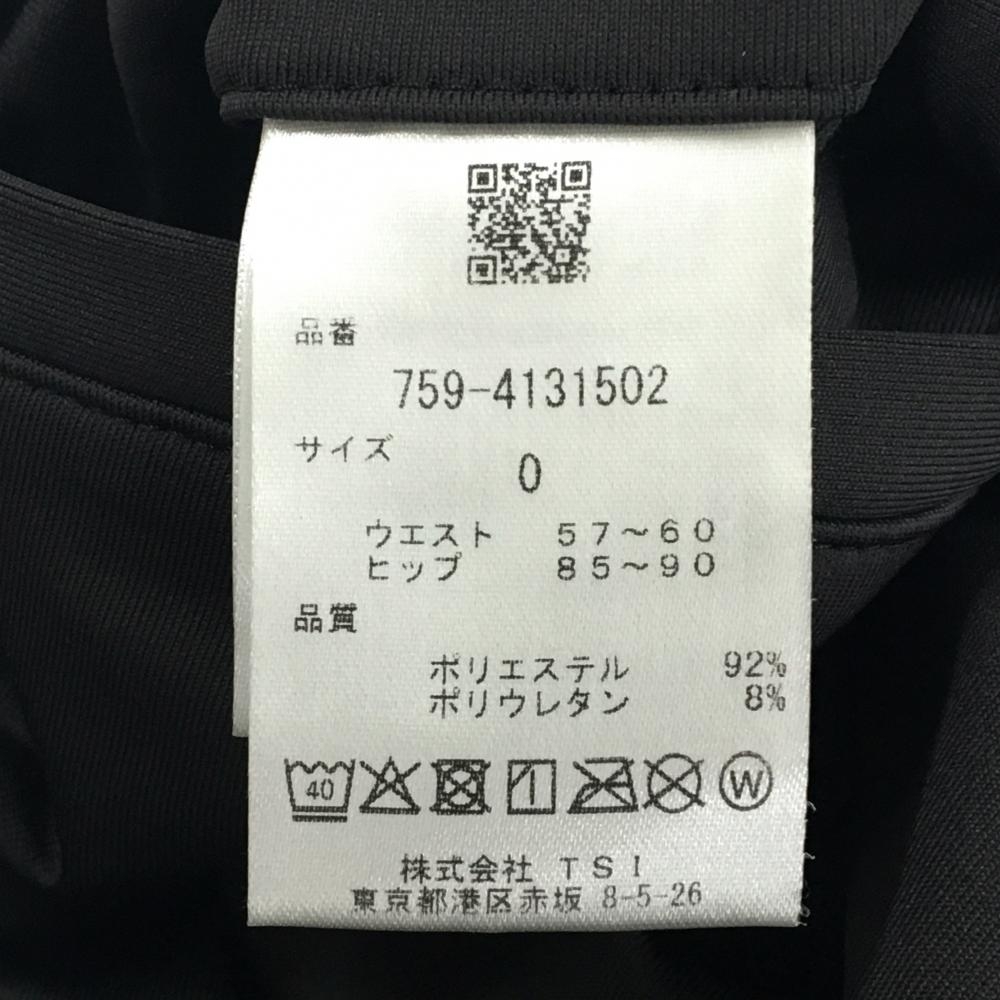 品番
759-4131502
サイズ
0
ウエスト 57～60
ヒップ 85～90
品質
ポリエステル 92%
ポリウレタン 8%
40 W
株式会社 TSI
東京都港区赤坂 8-5-26